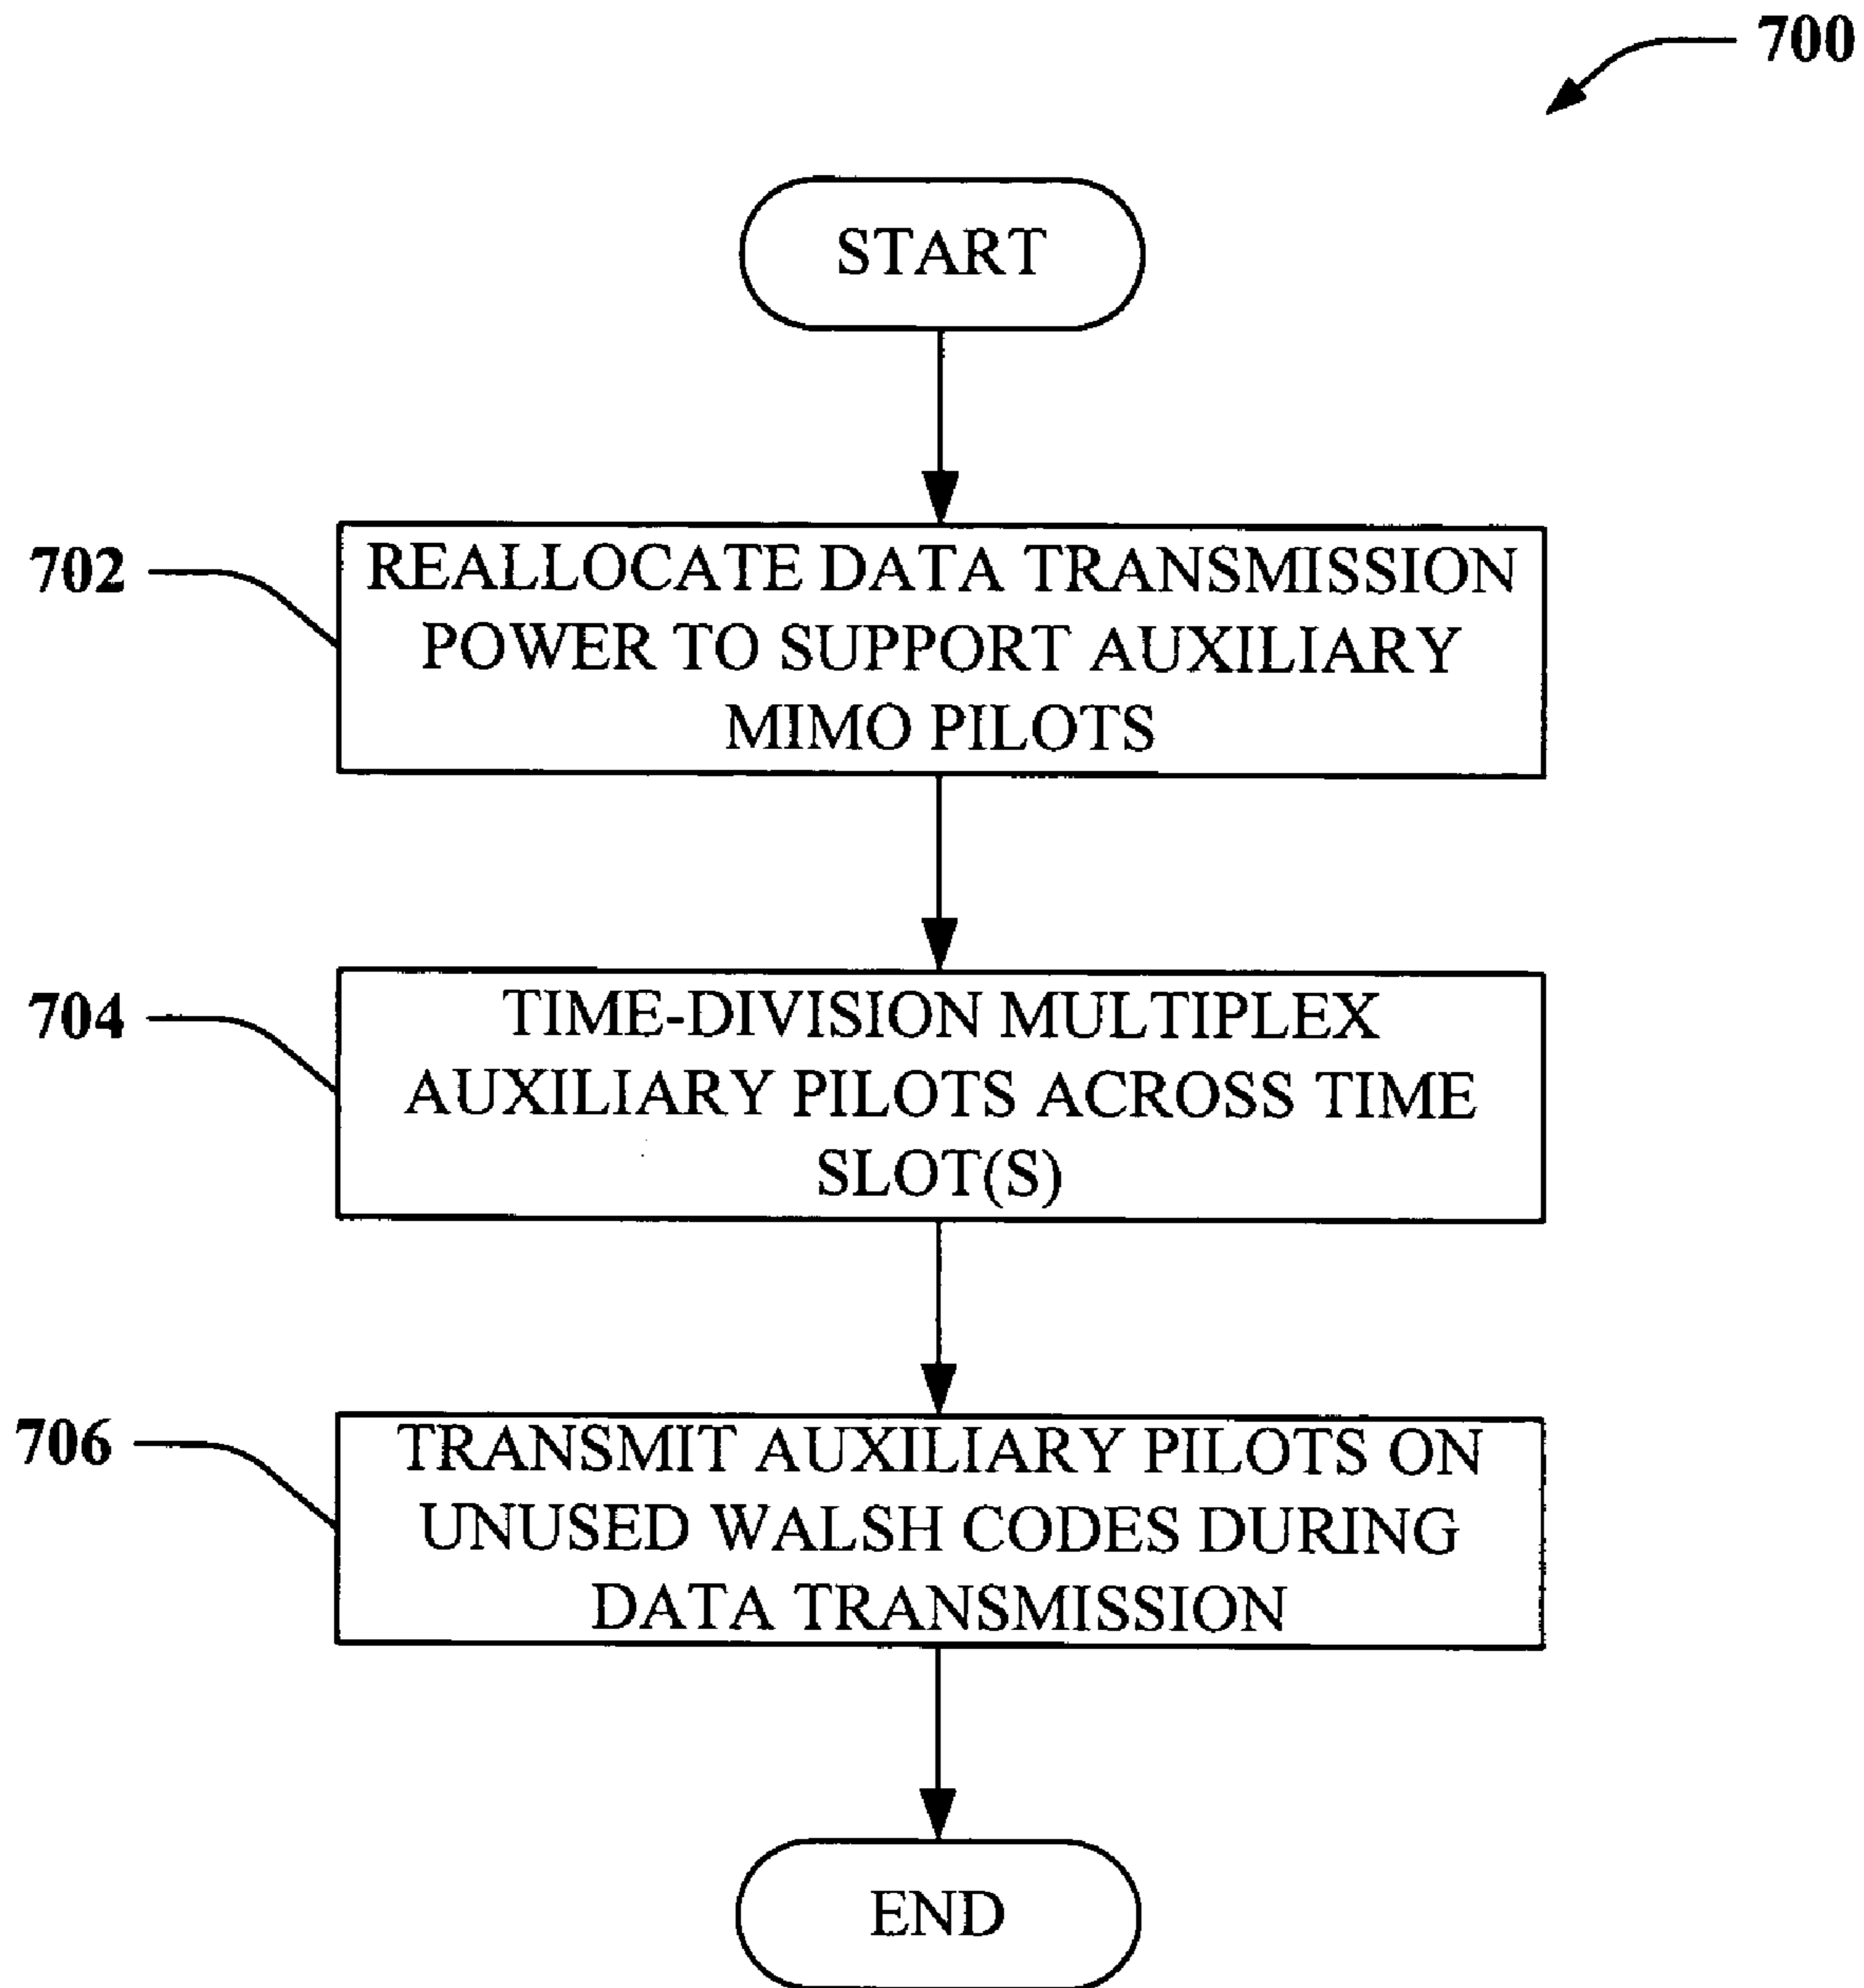 700
START
702
REALLOCATE DATA TRANSMISSION
POWER TO SUPPORT AUXILIARY
MIMO PILOTS
704
TIME-DIVISION MULTIPLEX
AUXILIARY PILOTS ACROSS TIME
SLOT(S)
706
TRANSMIT AUXILIARY PILOTS ON
UNUSED WALSH CODES DURING
DATA TRANSMISSION
END